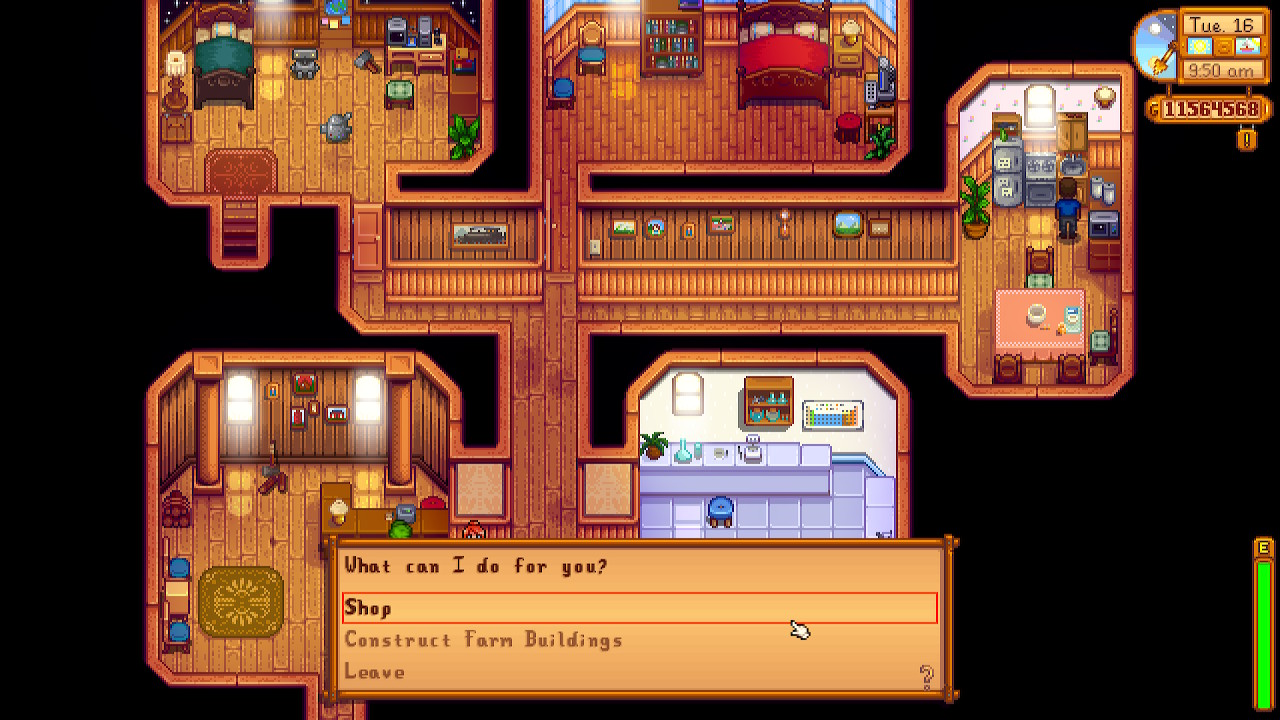 Tue. 16
9:50 am
G 11564568
!
What can I do for you?
Shop
Construct Farm Buildings
Leave
?
E